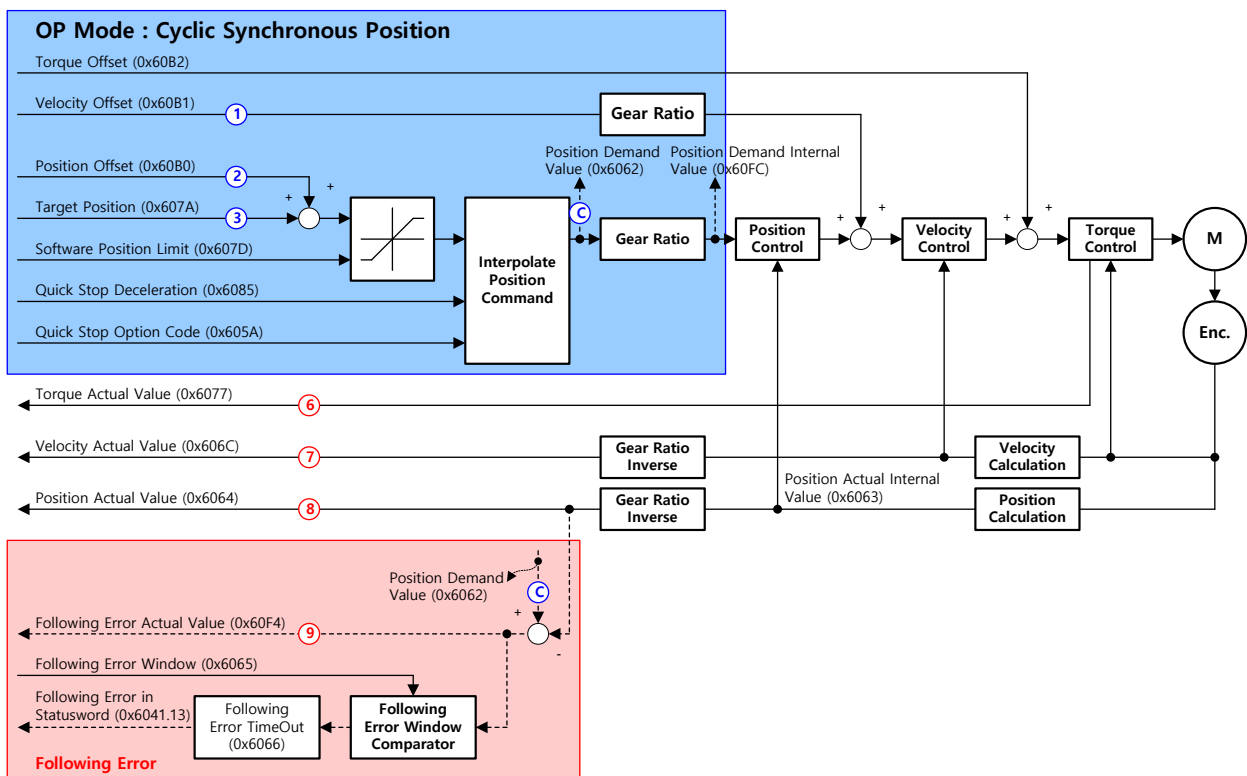 OP Mode : Cyclic Synchronous Position
Torque Offset (0x60B2)
Velocity Offset (0x60B1)
1
Gear Ratio
Position Demand
Value (0x6062)
Position Demand Internal
Value (0x60FC)
Position Offset (0x60B0)
2
+
+
Target Position (0x607A)
3
C
Gear Ratio
Position
Control
+
+
Velocity
Control
+
+
Torque
Control
M
Software Position Limit (0x607D)
Interpolate
Position
Command
Quick Stop Deceleration (0x6085)
Quick Stop Option Code (0x605A)
Enc.
Torque Actual Value (0x6077)
6
Velocity Actual Value (0x606C)
7
Gear Ratio
Inverse
Velocity
Calculation
Position Actual Value (0x6064)
8
Gear Ratio
Inverse
Position Actual Internal
Value (0x6063)
Position
Calculation
Position Demand
Value (0x6062)
C
+
-
Following Error Actual Value (0x60F4)
9
Following Error Window (0x6065)
Following Error in
Statusword (0x6041.13)
Following
Error TimeOut
(0x6066)
Following
Error Window
Comparator
Following Error